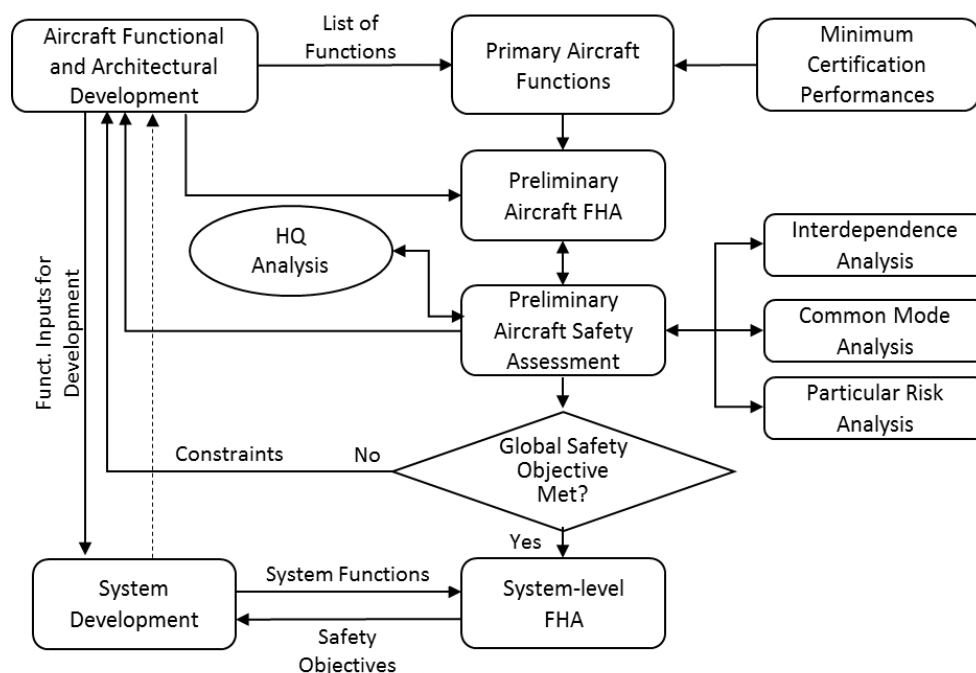 Aircraft Functional
and Architectural
Development
List of
Functions
Primary Aircraft
Functions
Minimum
Certification
Performances
Preliminary
Aircraft FHA
HQ
Analysis
Interdependence
Analysis
Preliminary
Aircraft Safety
Assessment
Common Mode
Analysis
Particular Risk
Analysis
Funct. Inputs for
Development
Constraints
No
Global Safety
Objective
Met?
Yes
System
Development
System Functions
Safety
Objectives
System-level
FHA